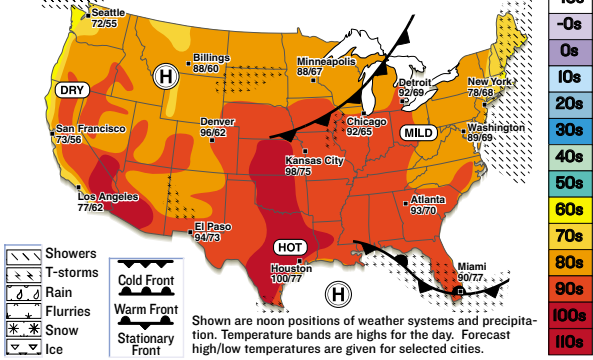 Seattle
72/55
Billings
88/60
Minneapolis
88/67
H
DRY
Detroit
92/69
New York
78/68
San Francisco
73/56
Denver
96/62
Chicago
92/65
MILD
Washington
89/69
Kansas City
98/75
Los Angeles
77/62
El Paso
94/73
Atlanta
93/70
HOT
Houston
100/77
Miami
90/77
H
Showers
T-storms
Rain
Flurries
Snow
Ice
Cold Front
Warm Front
Stationary
Front
Shown are noon positions of weather systems and precipita-
tion. Temperature bands are highs for the day. Forecast
high/low temperatures are given for selected cities.
-0s
0s
10s
20s
30s
40s
50s
60s
70s
80s
90s
100s
110s